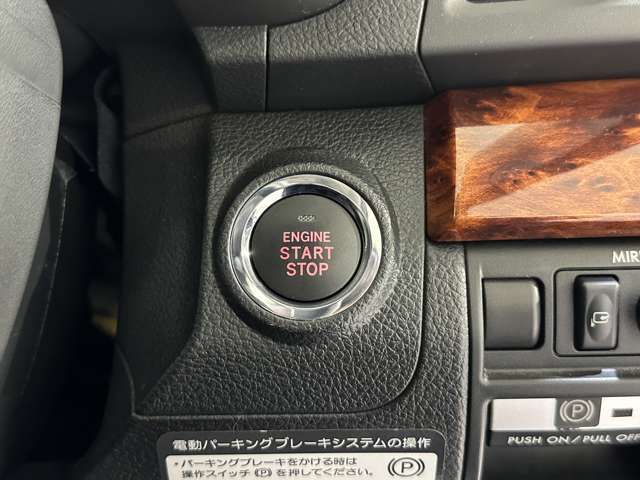 ENGINE
START
STOP
MIR
PUSH ON/PULL OFF
電動パーキングブレーキシステムの操作
・パーキングブレーキをかける時は
操作スイッチ(P)を押してください。
(P)
(P)